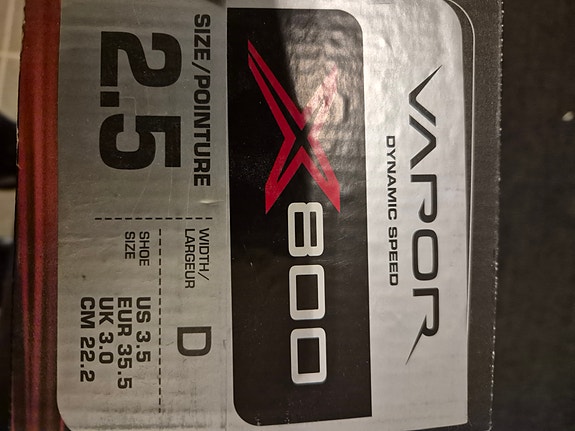 VAPOR
DYNAMIC SPEED
X800
SIZE/POINTURE
2.5
WIDTH/
LARGEUR
D
SHOE
SIZE
US 3.5
EUR 35.5
UK 3.0
CM 22.2